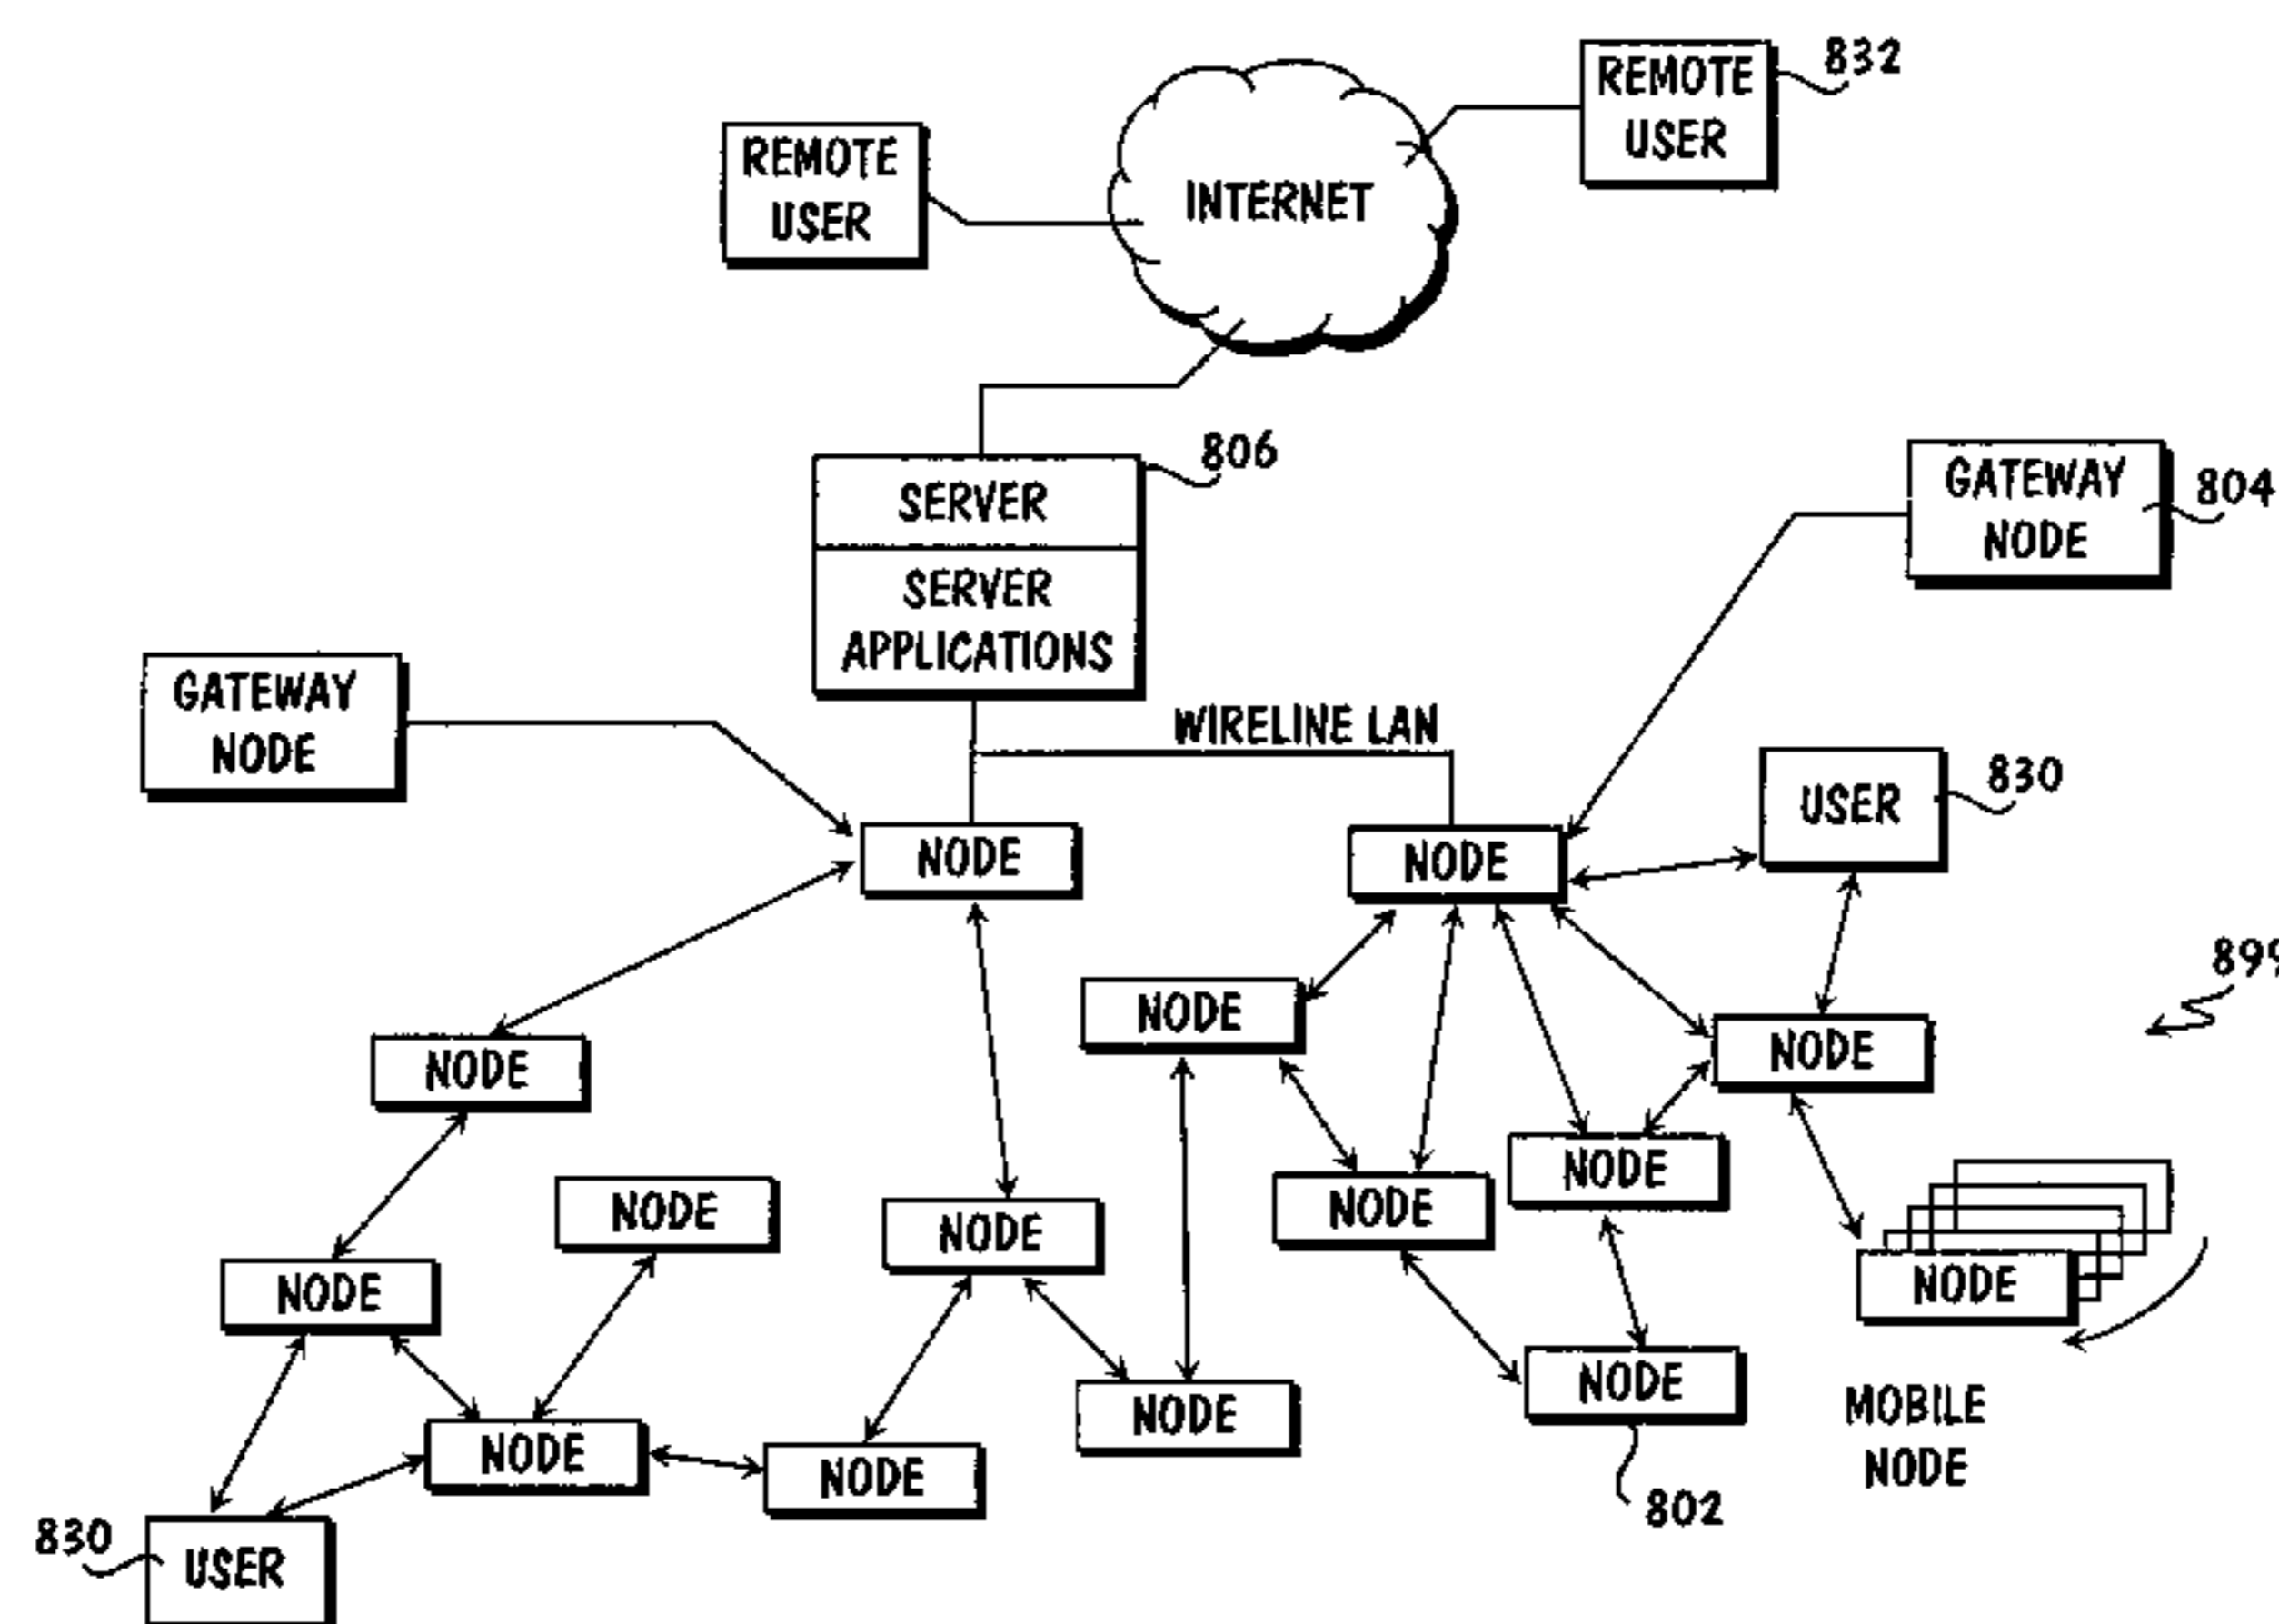 832
REMOTE
USER
REMOTE
USER
INTERNET
806
SERVER
SERVER
APPLICATIONS
GATEWAY
NODE
804
GATEWAY
NODE
WIRELINE LAN
USER
830
NODE
NODE
899
NODE
NODE
NODE
NODE
NODE
NODE
NODE
NODE
NODE
NODE
NODE
MOBILE
NODE
NODE
NODE
NODE
802
830
USER